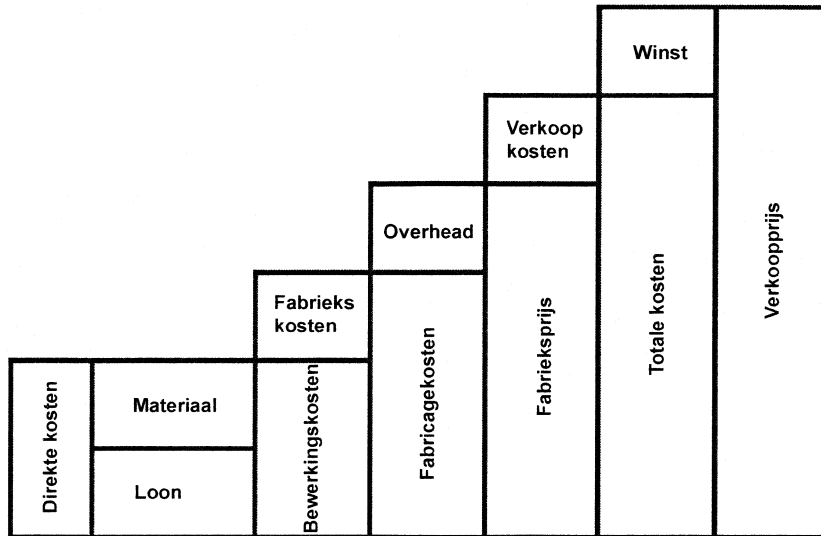 Winst
Verkoop
kosten
Overhead
Fabrieks
kosten
Materiaal
Loon
Direkte kosten
Bewerkingskosten
Fabricagekosten
Fabrieksprijs
Totale kosten
Verkoopprijs